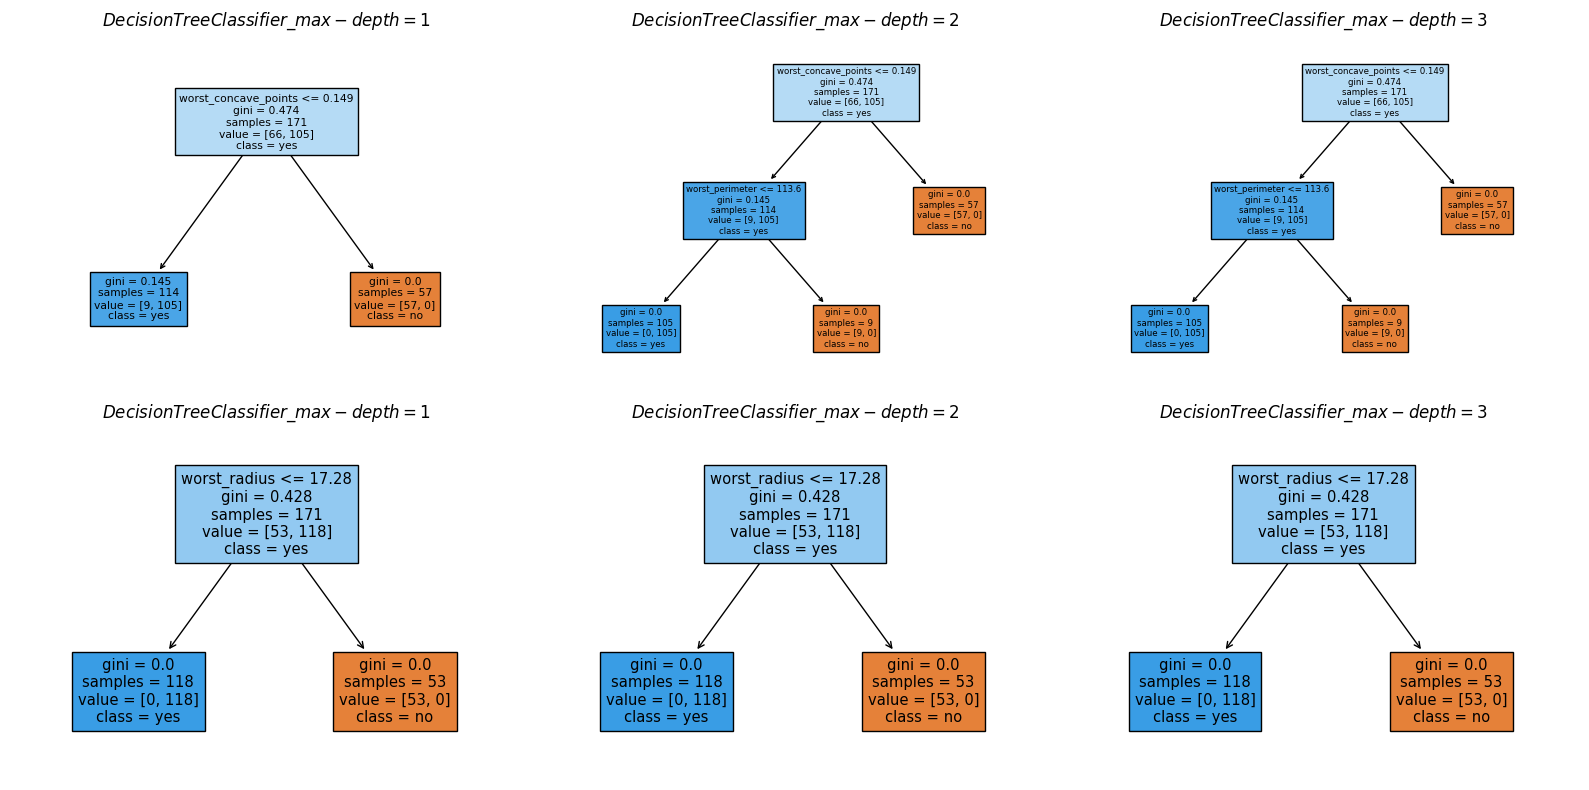 DecisionTreeClassifier_max − depth = 1
worst_concave_points <= 0.149
gini = 0.474
samples = 171
value = [66, 105]
class = yes
gini = 0.145
samples = 114
value = [9, 105]
class = yes
gini = 0.0
samples = 57
value = [57, 0]
class = no
DecisionTreeClassifier_max − depth = 2
worst_concave_points <= 0.149
gini = 0.474
samples = 171
value = [66, 105]
class = yes
worst_perimeter <= 113.6
gini = 0.145
samples = 114
value = [9, 105]
class = yes
gini = 0.0
samples = 57
value = [57, 0]
class = no
gini = 0.0
samples = 105
value = [0, 105]
class = yes
gini = 0.0
samples = 9
value = [9, 0]
class = no
DecisionTreeClassifier_max − depth = 3
worst_concave_points <= 0.149
gini = 0.474
samples = 171
value = [66, 105]
class = yes
worst_perimeter <= 113.6
gini = 0.145
samples = 114
value = [9, 105]
class = yes
gini = 0.0
samples = 57
value = [57, 0]
class = no
gini = 0.0
samples = 105
value = [0, 105]
class = yes
gini = 0.0
samples = 9
value = [9, 0]
class = no
DecisionTreeClassifier_max − depth = 1
worst_radius <= 17.28
gini = 0.428
samples = 171
value = [53, 118]
class = yes
gini = 0.0
samples = 118
value = [0, 118]
class = yes
gini = 0.0
samples = 53
value = [53, 0]
class = no
DecisionTreeClassifier_max − depth = 2
worst_radius <= 17.28
gini = 0.428
samples = 171
value = [53, 118]
class = yes
gini = 0.0
samples = 118
value = [0, 118]
class = yes
gini = 0.0
samples = 53
value = [53, 0]
class = no
DecisionTreeClassifier_max − depth = 3
worst_radius <= 17.28
gini = 0.428
samples = 171
value = [53, 118]
class = yes
gini = 0.0
samples = 118
value = [0, 118]
class = yes
gini = 0.0
samples = 53
value = [53, 0]
class = no